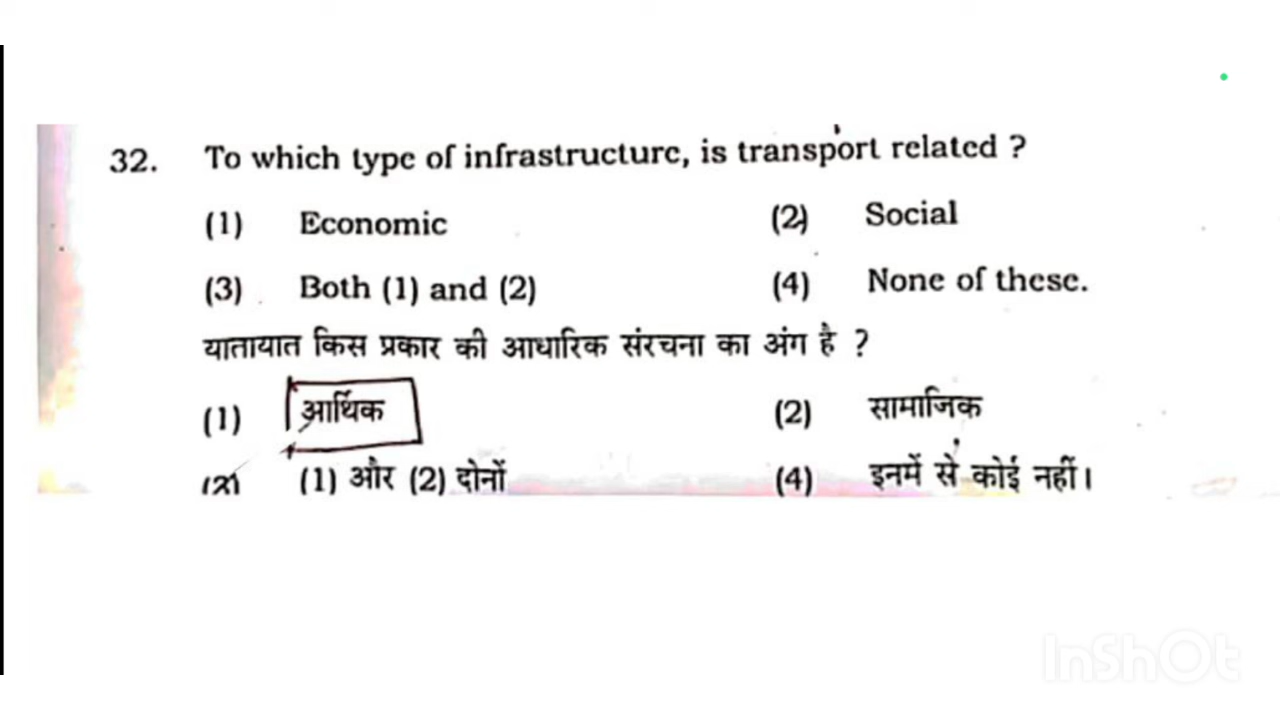 32. To which type of infrastructure, is transport related ?
(1) Economic (2) Social
(3) Both (1) and (2) (4) None of these.
यातायात किस प्रकार की आधारिक संरचना का अंग है ?
(1) आर्थिक (2) सामाजिक
(3) (1) और (2) दोनों (4) इनमें से कोई नहीं।
InShOt